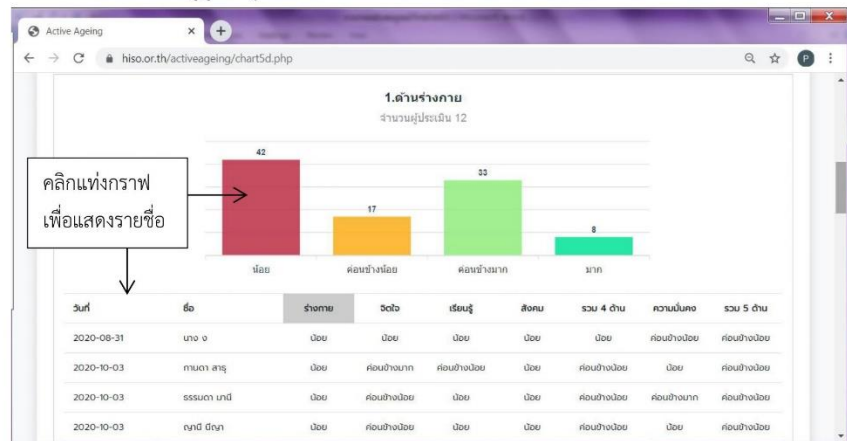 Active Ageing
hiso.or.th/activeageing/chart5d.php
P
1.ด้านร่างกาย
จำนวนผู้ประเมิน 12
42
17
33
8
คลิกแท่งกราฟ
เพื่อแสดงรายชื่อ
น้อย ค่อนข้างน้อย ค่อนข้างมาก มาก
วันที่ ชื่อ ร่างกาย จิตใจ เรียนรู้ สังคม รวม 4 ด้าน ความมั่นคง รวม 5 ด้าน
2020-08-31 นาง ง น้อย น้อย น้อย น้อย น้อย ค่อนข้างน้อย ค่อนข้างน้อย
2020-10-03 กานดา สาธุ น้อย ค่อนข้างมาก ค่อนข้างน้อย น้อย ค่อนข้างน้อย น้อย ค่อนข้างน้อย
2020-10-03 ธรรมดา มานี น้อย ค่อนข้างน้อย น้อย น้อย ค่อนข้างน้อย ค่อนข้างมาก ค่อนข้างน้อย
2020-10-03 ญานี ปีญา น้อย ค่อนข้างน้อย น้อย น้อย ค่อนข้างน้อย น้อย ค่อนข้างน้อย